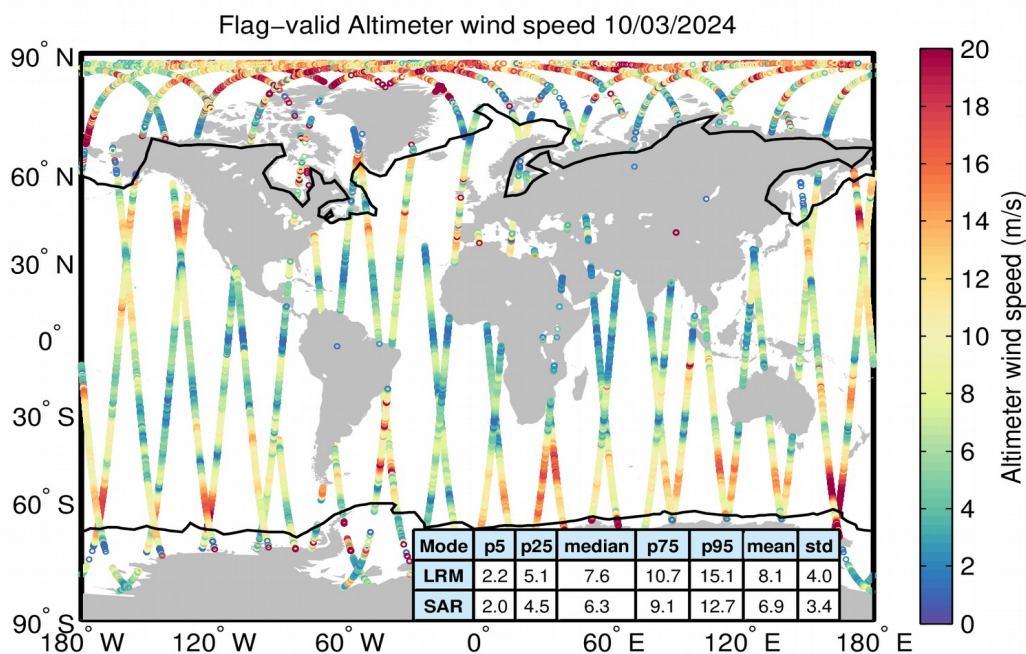 Flag-valid Altimeter wind speed 10/03/2024
90° N
60° N
30° N
0°
30° S
60° S
90° S
180° W
120° W
60° W
0°
60° E
120° E
180° E
Mode p5 p25 median p75 p95 mean std
LRM 2.2 5.1 7.6 10.7 15.1 8.1 4.0
SAR 2.0 4.5 6.3 9.1 12.7 6.9 3.4
20
18
16
14
12
10
8
6
4
2
0
Altimeter wind speed (m/s)